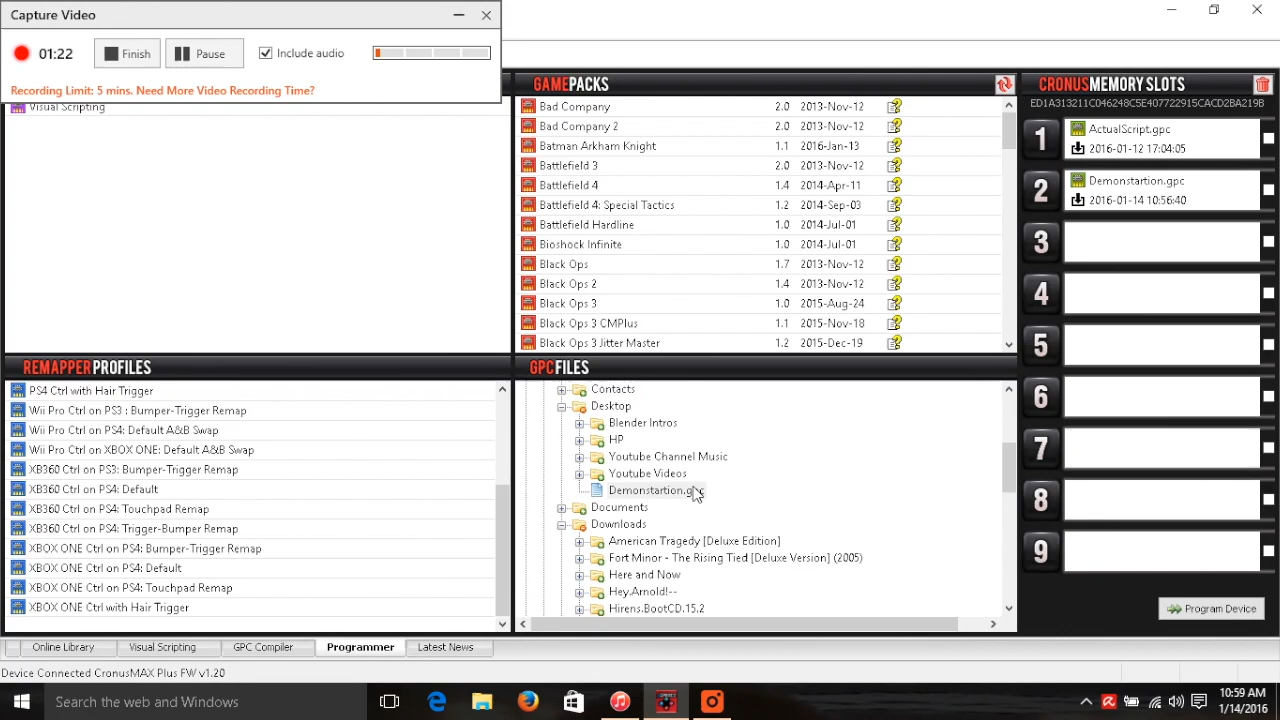 Capture Video
01:22
Finish
Pause
Include audio
Recording Limit: 5 mins. Need More Video Recording Time?
Visual Scripting
GAMEPACKS
Bad Company 2.0 2013-Nov-12
Bad Company 2 2.0 2013-Nov-12
Batman Arkham Knight 1.1 2016-Jan-13
Battlefield 3 2.0 2013-Nov-12
Battlefield 4 1.4 2014-Apr-11
Battlefield 4: Special Tactics 1.2 2014-Sep-03
Battlefield Hardline 1.0 2014-Jul-01
Bioshock Infinite 1.0 2014-Jul-01
Black Ops 1.7 2013-Nov-12
Black Ops 2 1.4 2013-Nov-12
Black Ops 3 1.0 2015-Aug-24
Black Ops 3 CMPlus 1.1 2015-Nov-18
Black Ops 3 Jitter Master 1.2 2015-Dec-19
CRONUSMEMORY SLOTS
ED1A313211C046248C5E407722915CACD2BA219B
1
ActualScript.gpc
2016-01-12 17:04:05
2
Demonstartion.gpc
2016-01-14 10:56:40
3
4
5
6
7
8
9
Program Device
REMAPPERPROFILES
PS4 Ctrl with Hair Trigger
Wii Pro Ctrl on PS3 : Bumper-Trigger Remap
Wii Pro Ctrl on PS4: Default A&B Swap
Wii Pro Ctrl on XBOX ONE: Default A&B Swap
XB360 Ctrl on PS3: Bumper-Trigger Remap
XB360 Ctrl on PS4: Default
XB360 Ctrl on PS4: Touchpad Remap
XB360 Ctrl on PS4: Trigger-Bumper Remap
XBOX ONE Ctrl on PS4: Bumper-Trigger Remap
XBOX ONE Ctrl on PS4: Default
XBOX ONE Ctrl on PS4: Touchpad Remap
XBOX ONE Ctrl with Hair Trigger
GPCFILES
Contacts
Desktop
Blender Intros
HP
Youtube Channel Music
Youtube Videos
Demonstartion.gpc
Documents
Downloads
American Tragedy [Deluxe Edition]
Fort Minor - The Rising Tied [Deluxe Version] (2005)
Here and Now
Hey.Arnold!--
Hirens.BootCD.15.2
Online Library
Visual Scripting
GPC Compiler
Programmer
Latest News
Device Connected CronusMAX Plus FW v1.20
Search the web and Windows
10:59 AM
1/14/2016